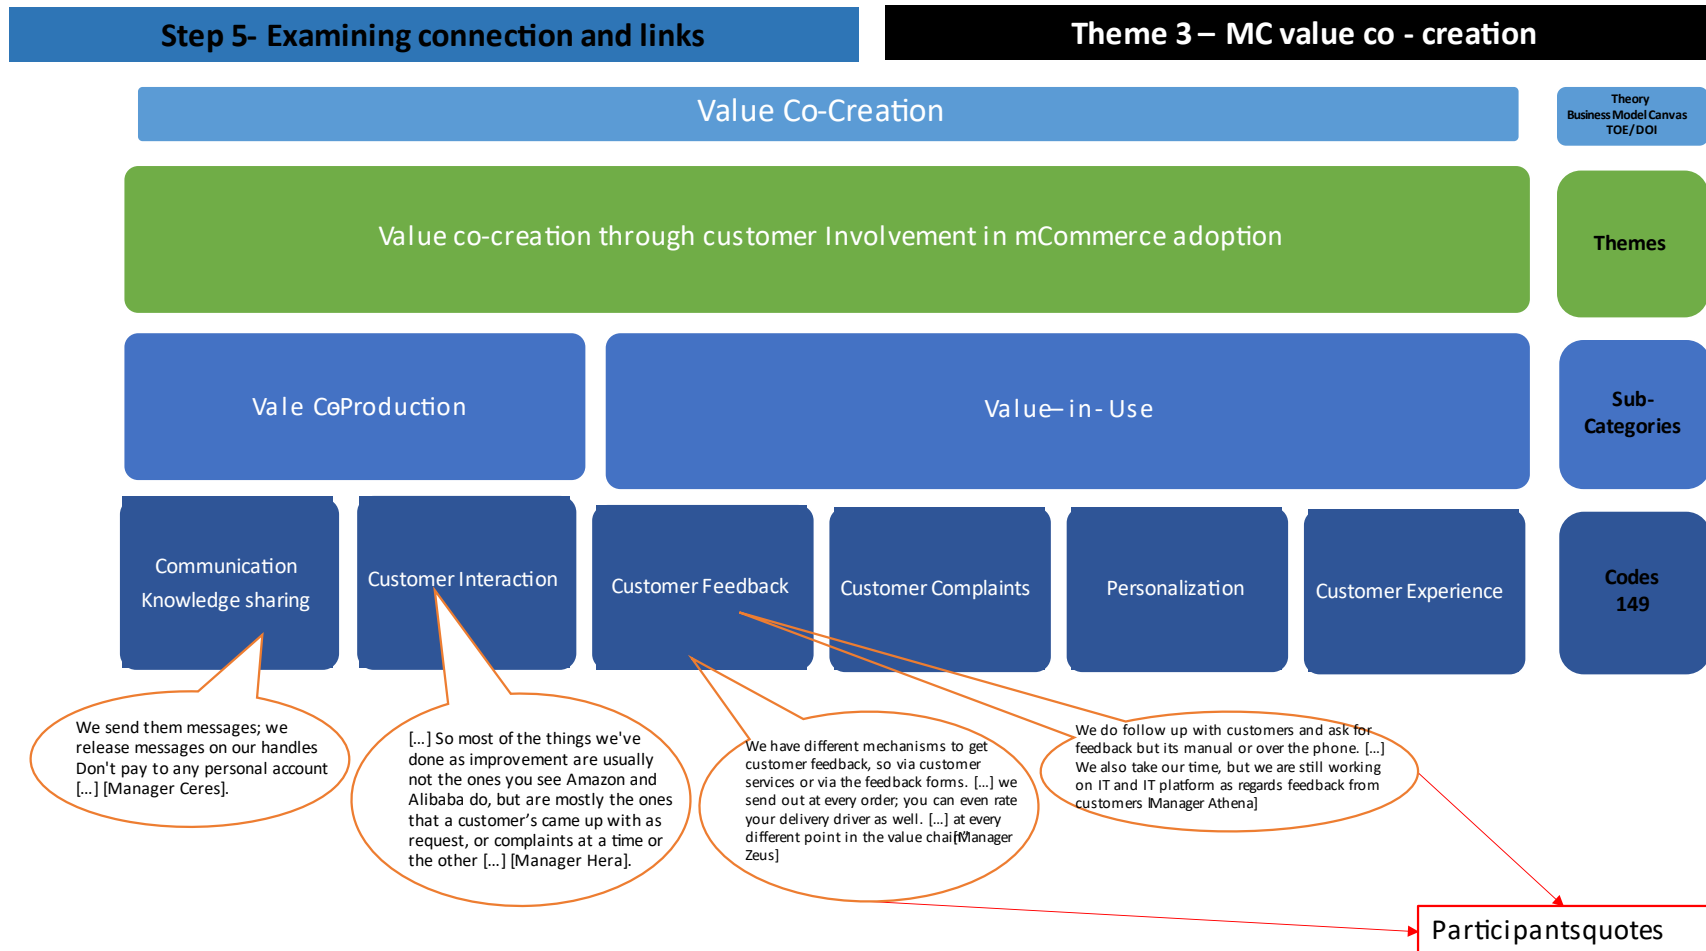 Step 5- Examining connection and links
Theme 3 – MC value co - creation
Value Co-Creation
Theory
Business Model Canvas
TOE/DOI
Value co-creation through customer Involvement in mCommerce adoption
Themes
Vale Co-Production
Value–in- Use
Sub-
Categories
Communication
Knowledge sharing
Customer Interaction
Customer Feedback
Customer Complaints
Personalization
Customer Experience
Codes
149
We send them messages; we
release messages on our handles
Don't pay to any personal account
[...] [Manager Ceres].
[...] So most of the things we've
done as improvement are usually
not the ones you see Amazon and
Alibaba do, but are mostly the ones
that a customer's came up with as
request, or complaints at a time or
the other [...] [Manager Hera].
We have different mechanisms to get
customer feedback, so via customer
services or via the feedback forms. [...] we
send out at every order; you can even rate
your delivery driver as well. [...] at every
different point in the value chain" [Manager
Zeus]
We do follow up with customers and ask for
feedback but its manual or over the phone. [...]
We also take our time, but we are still working
on IT and IT platform as regards feedback from
customers [Manager Athena]
Participantsquotes